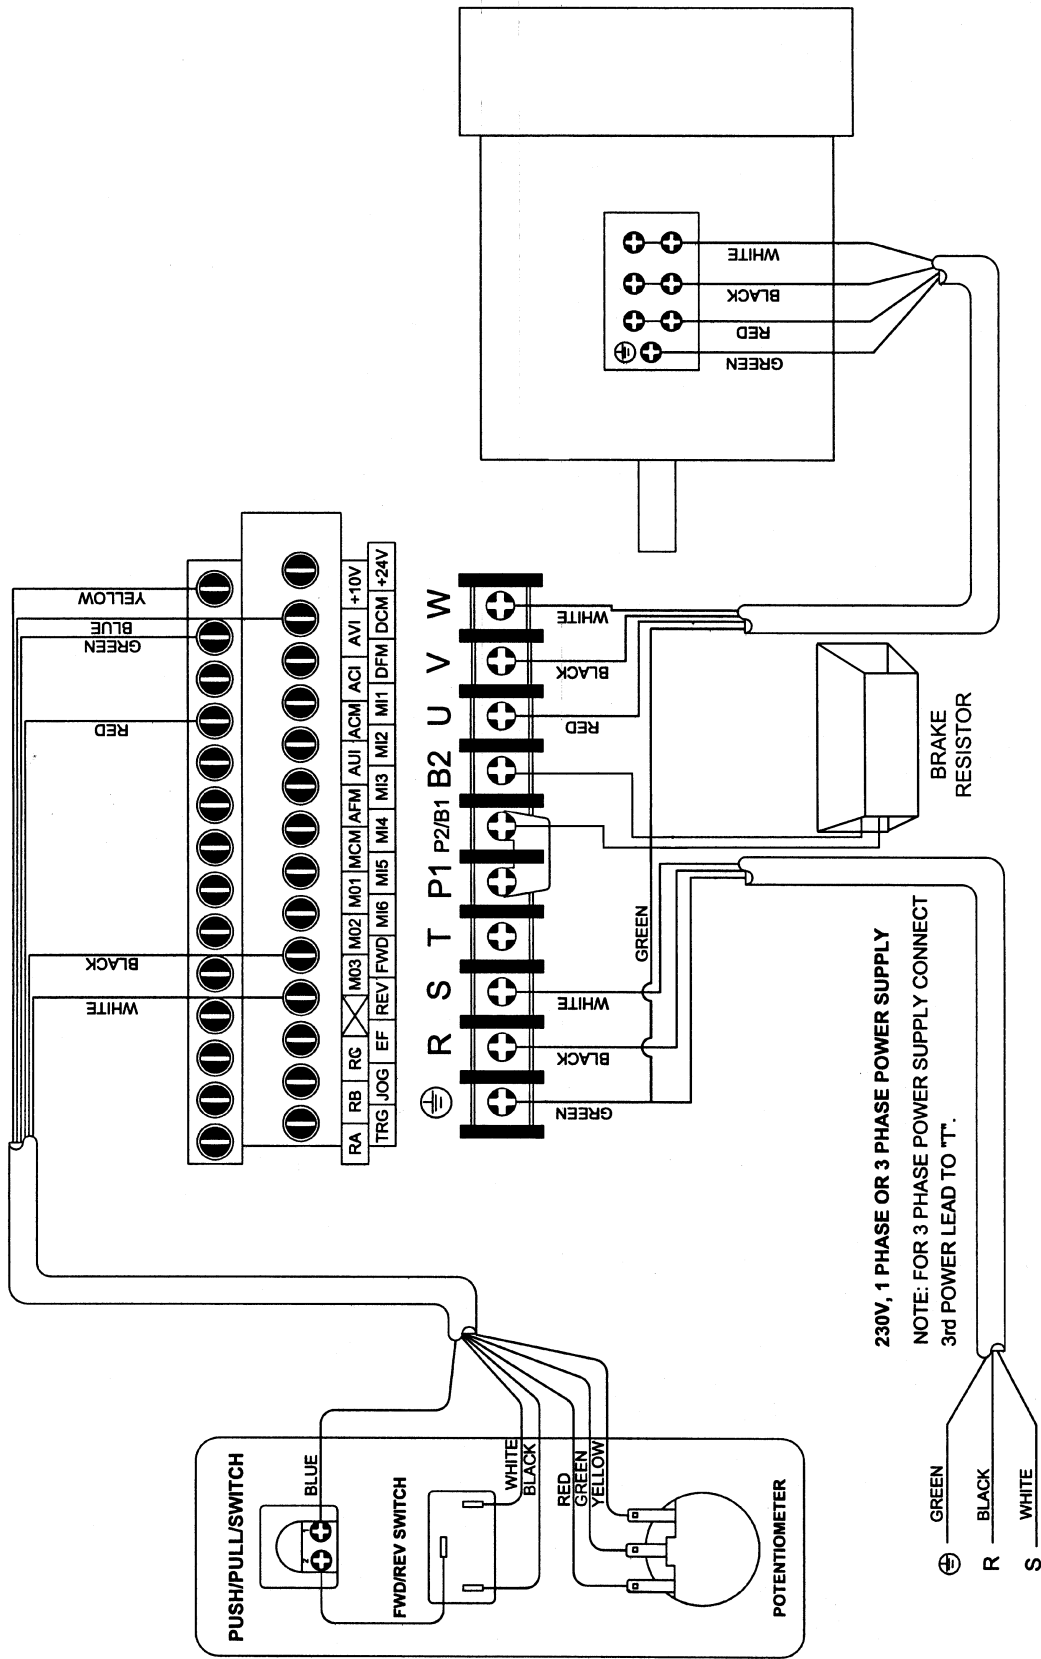 PUSH/PULL/SWITCH
BLUE
FWD/REV SWITCH
WHITE
BLACK
RED
GREEN
YELLOW
POTENTIOMETER
WHITE
BLACK
RED
GREEN
BLUE
YELLOW
RA RB RC M03 M02 M01 MCM AFM AUI ACM ACI AVI +10V
TRG JOG EF REV FWD MI6 MI5 MI4 MI3 MI2 MI1 DFM DCM +24V
R S T P1 P2/B1 B2 U V W
GREEN
BLACK
WHITE
GREEN
RED
BLACK
WHITE
GREEN
RED
BLACK
WHITE
BRAKE
RESISTOR
230V, 1 PHASE OR 3 PHASE POWER SUPPLY
NOTE: FOR 3 PHASE POWER SUPPLY CONNECT
3rd POWER LEAD TO "T".
GREEN
R BLACK
S WHITE